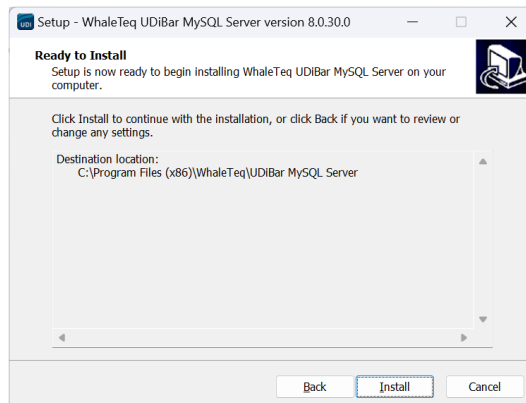 UDI Setup - WhaleTeq UDiBar MySQL Server version 8.0.30.0
Ready to Install
Setup is now ready to begin installing WhaleTeq UDiBar MySQL Server on your
computer.
Click Install to continue with the installation, or click Back if you want to review or
change any settings.
Destination location:
C:\Program Files (x86)\WhaleTeq\UDiBar MySQL Server
Back Install Cancel